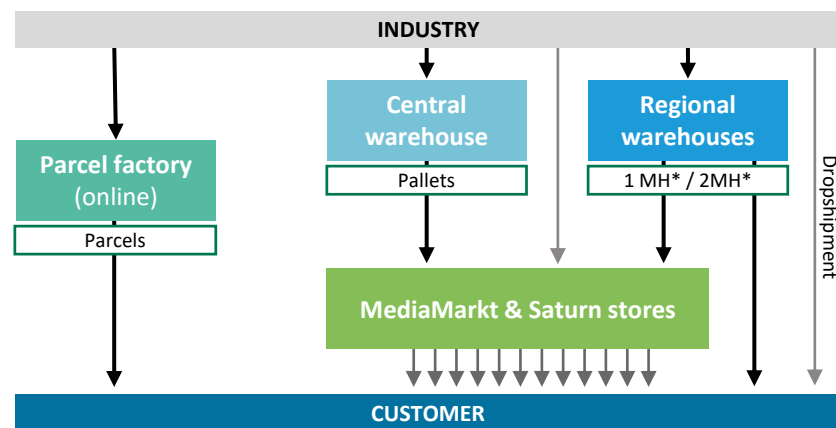 INDUSTRY
Central
warehouse
Regional
warehouses
Parcel factory
(online)
Pallets
1 MH* / 2MH*
Dropshipment
Parcels
MediaMarkt & Saturn stores
CUSTOMER